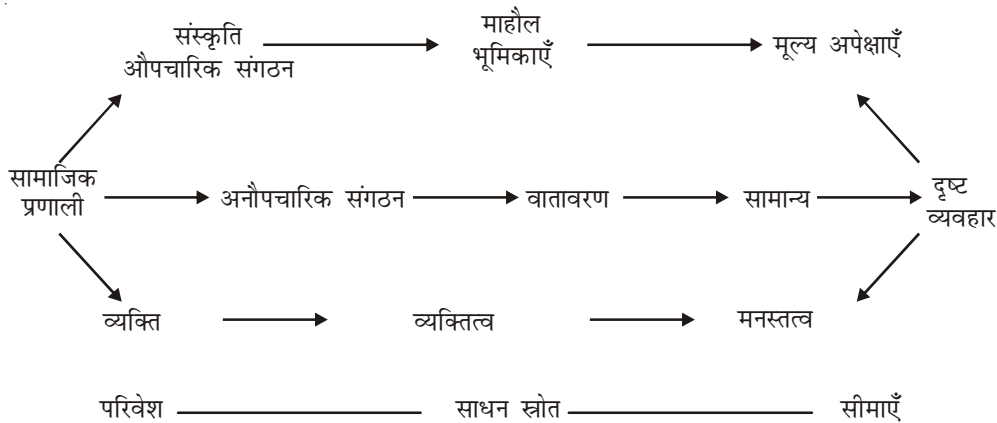 संस्कृति
औपचारिक संगठन
माहौल
भूमिकाएँ
मूल्य अपेक्षाएँ
सामाजिक
प्रणाली
अनौपचारिक संगठन
वातावरण
सामान्य
दृष्ट
व्यवहार
व्यक्ति
व्यक्तित्व
मनस्तत्व
परिवेश
साधन स्त्रोत
सीमाएँ